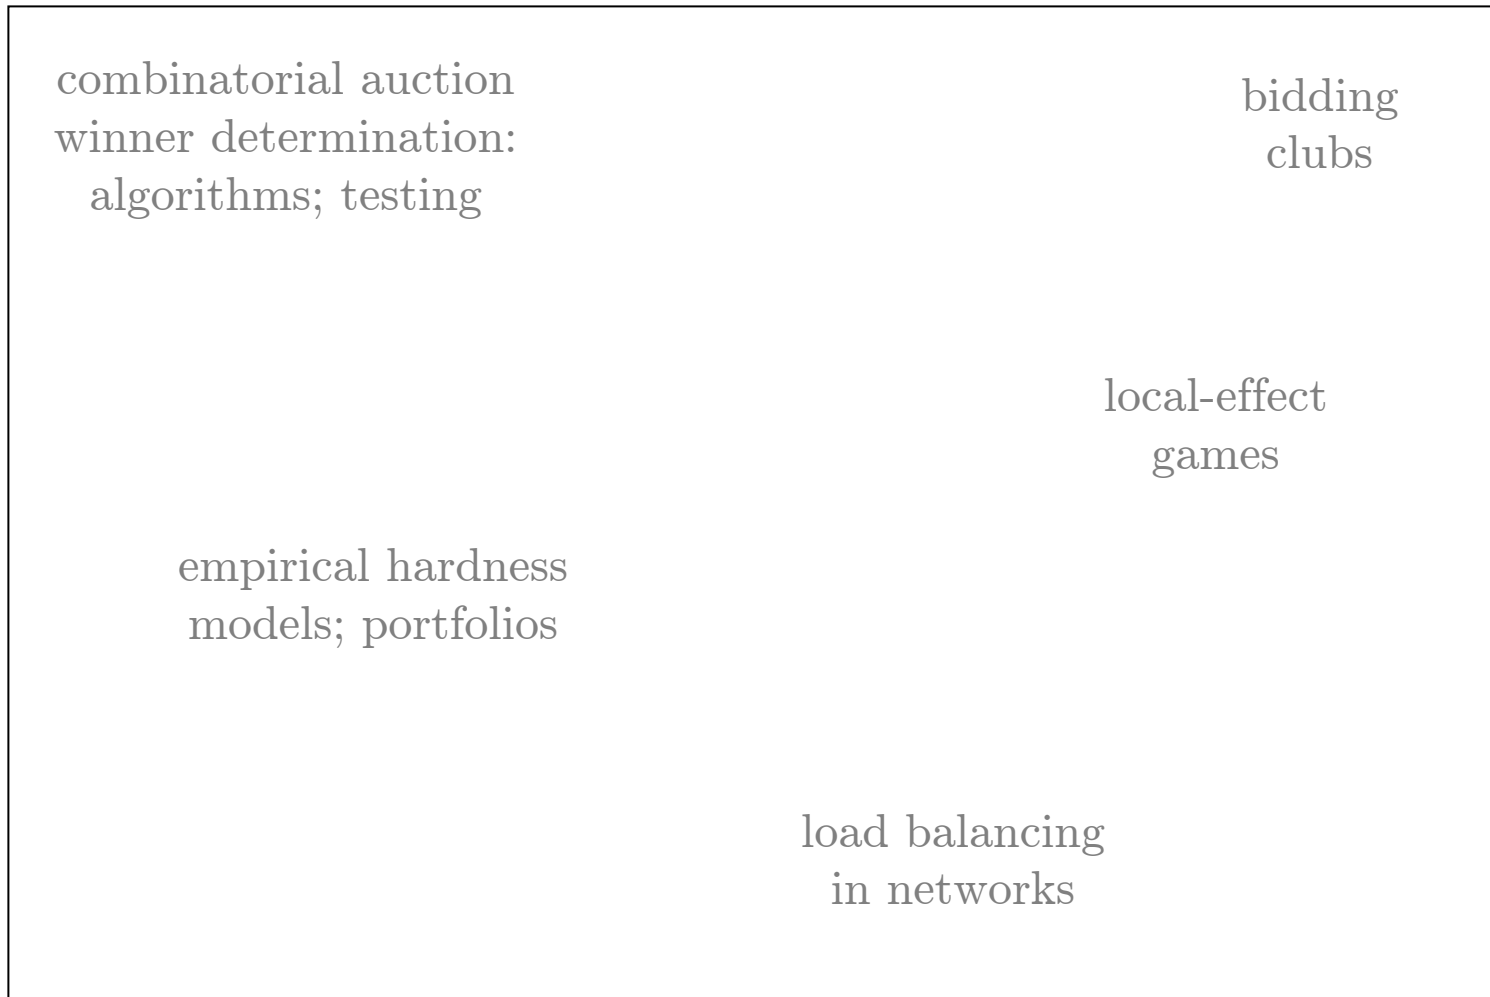 combinatorial auction
winner determination:
algorithms; testing
bidding
clubs
local-effect
games
empirical hardness
models; portfolios
load balancing
in networks